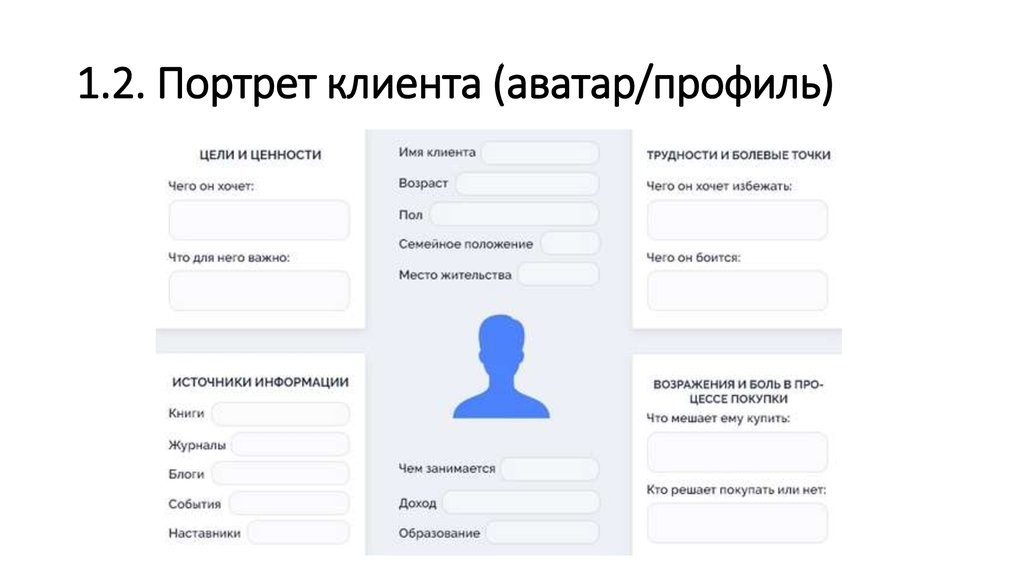 1.2. Портрет клиента (аватар/профиль)
ЦЕЛИ И ЦЕННОСТИ
Чего он хочет:
Что для него важно:
Имя клиента
Возраст
Пол
Семейное положение
Место жительства
ТРУДНОСТИ И БОЛЕВЫЕ ТОЧКИ
Чего он хочет избежать:
Чего он боится:
ИСТОЧНИКИ ИНФОРМАЦИИ
Книги
Журналы
Блоги
События
Наставники
Чем занимается
Доход
Образование
ВОЗРАЖЕНИЯ И БОЛЬ В ПРО-
ЦЕССЕ ПОКУПКИ
Что мешает ему купить:
Кто решает покупать или нет: